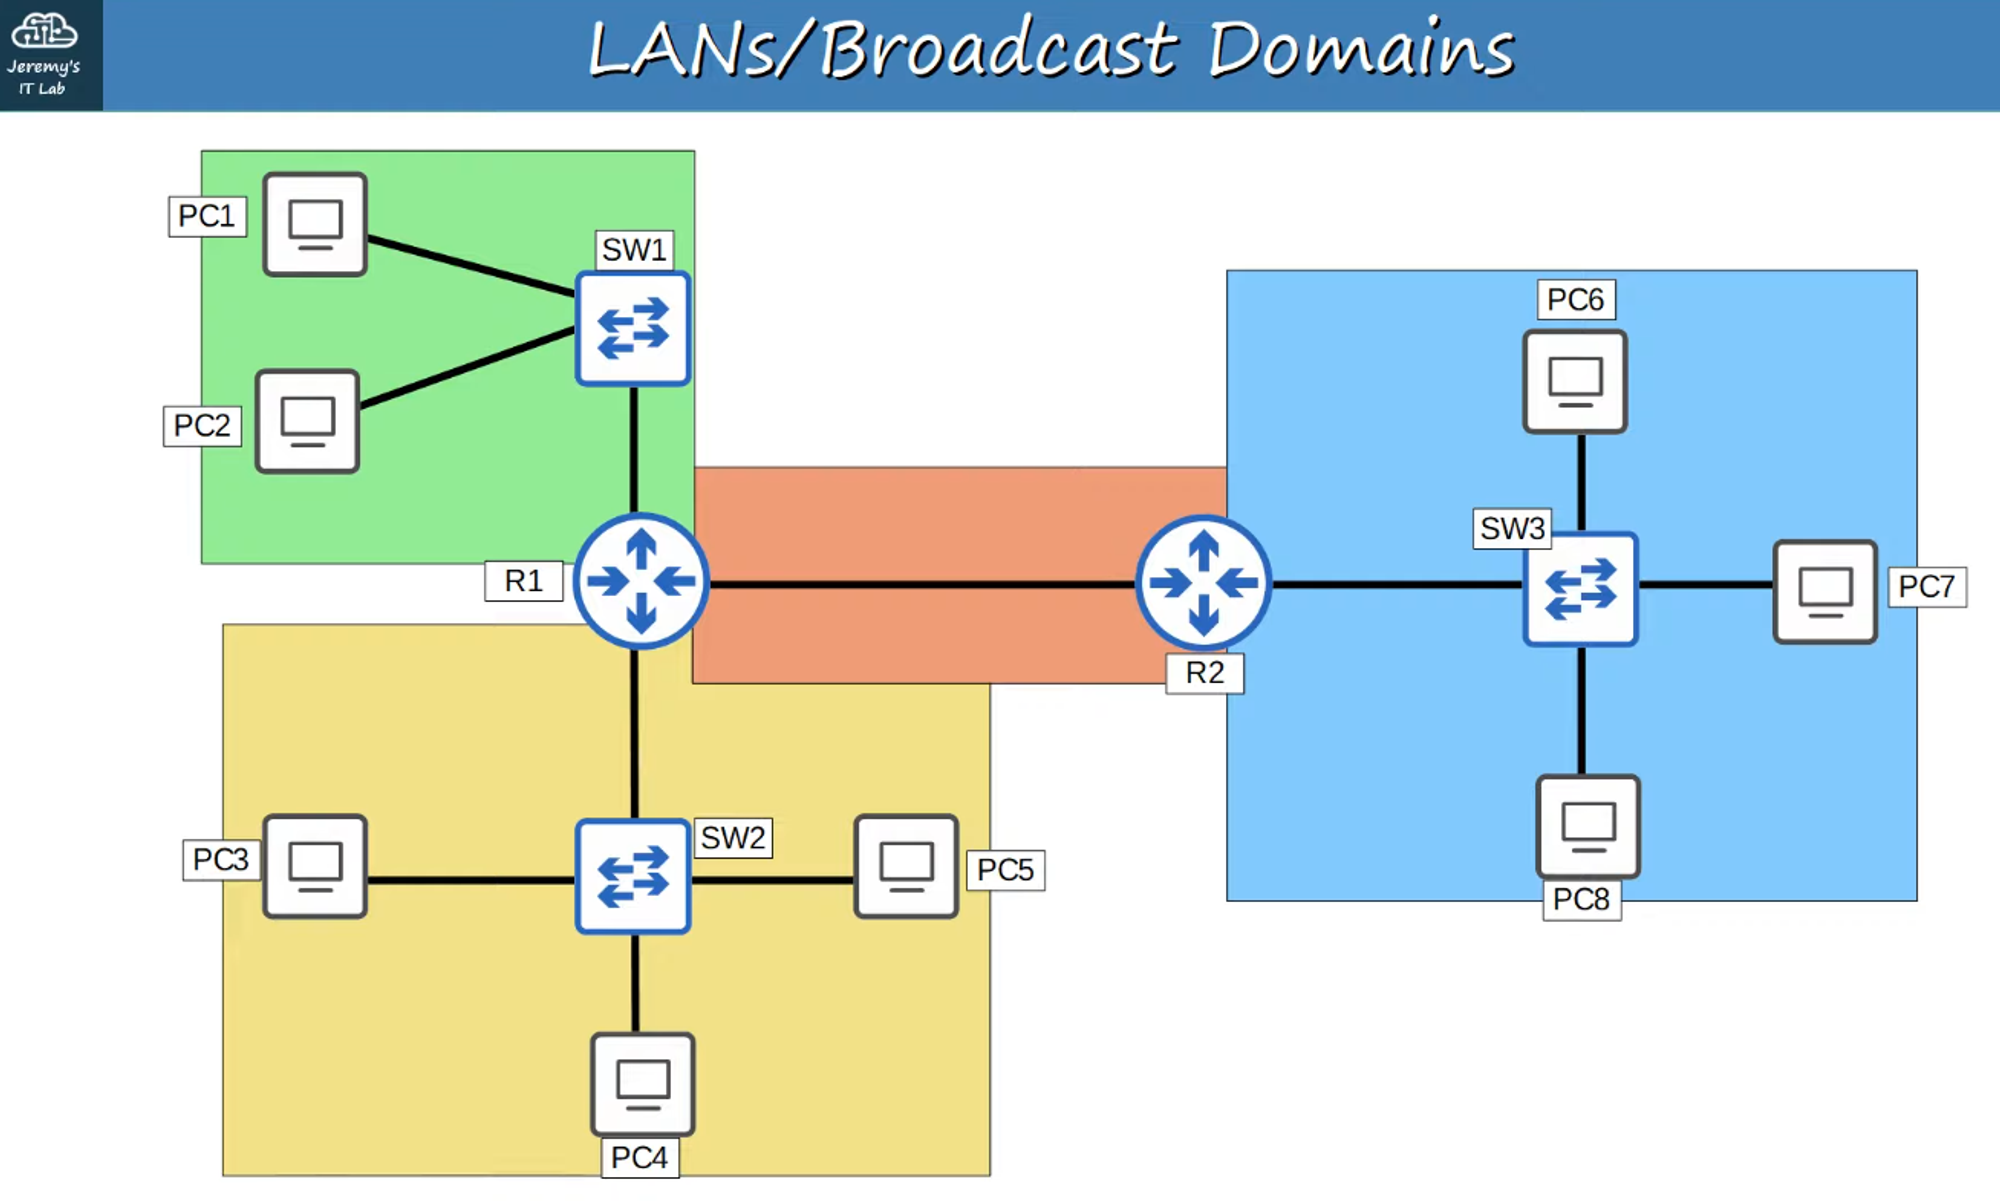 Jeremy's
IT Lab
LANs/Broadcast Domains
PC1
SW1
PC2
R1
R2
PC6
SW3
PC7
PC8
PC3
SW2
PC5
PC4